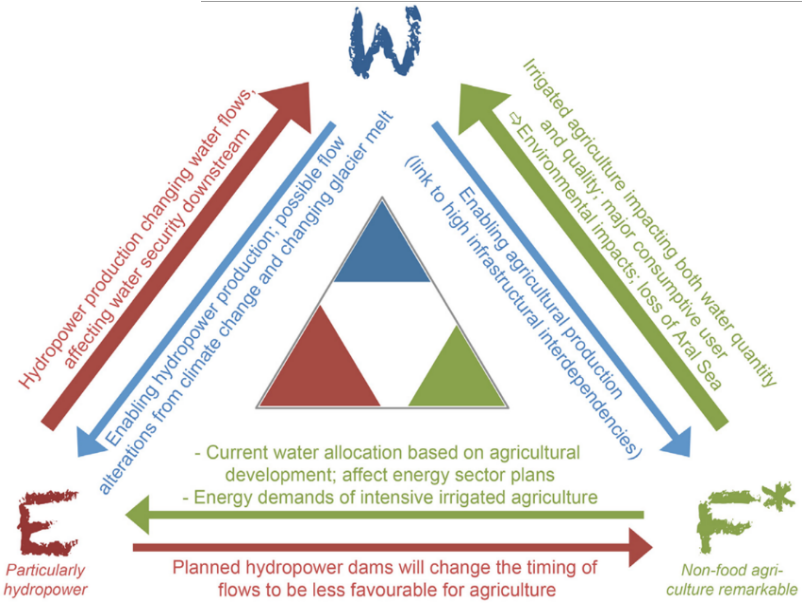 W
Hydropower production changing water flows,
affecting water security downstream
Enabling hydropower production; possible flow
alterations from climate change and changing glacier melt
Enabling agricultural production
(link to high infrastructural interdependencies)
Irrigated agriculture impacting both water quantity
and quality; major consumptive user
⇨Environmental impacts; loss of Aral Sea
- Current water allocation based on agricultural
development; affect energy sector plans
- Energy demands of intensive irrigated agriculture
E
Particularly
hydropower
F*
Non-food agri-
culture remarkable
Planned hydropower dams will change the timing of
flows to be less favourable for agriculture